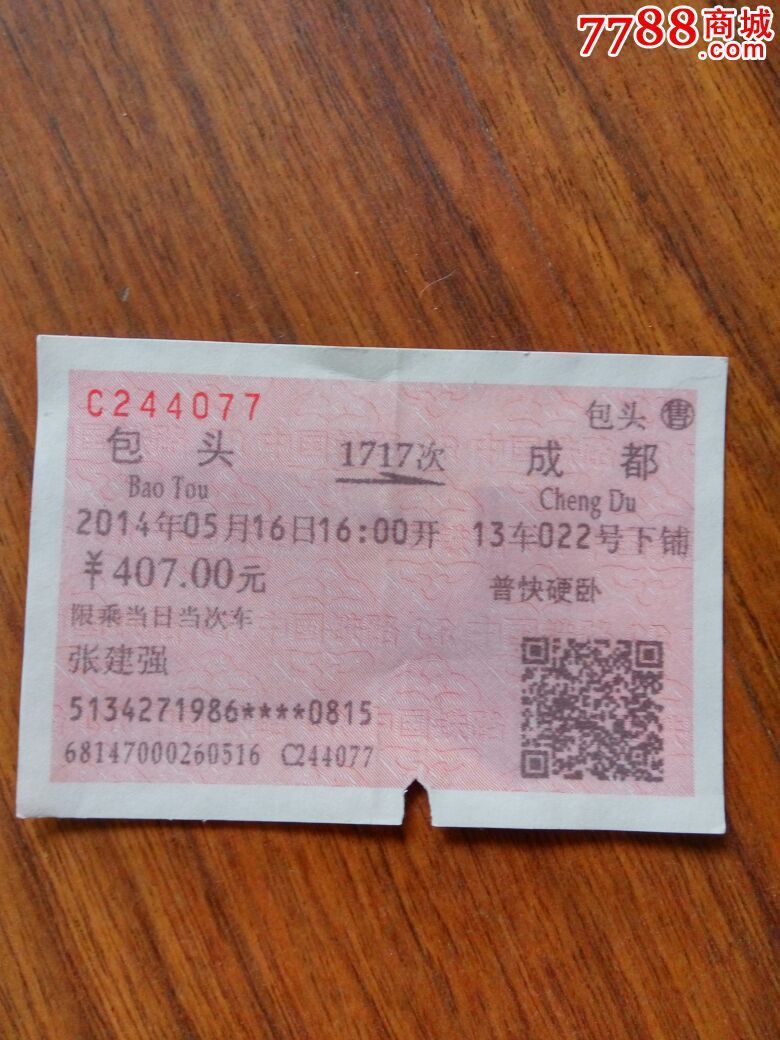 7788商城
.com
C244077 包头 售
包头 1717次 成都
Bao Tou Cheng Du
2014年05月16日16:00开 13车022号下铺
¥407.00元 普快硬卧
限乘当日当次车
张建强
5134271986****0815
68147000260516 C244077